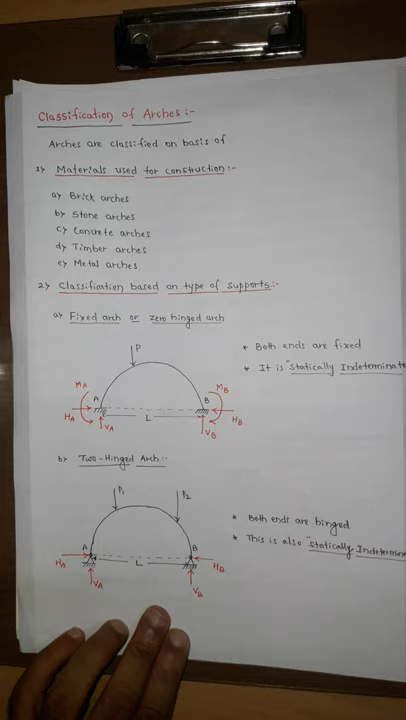 Classification of Arches:-
Arches are classified on basis of
1) Materials used for construction:-
a) Brick arches
b) Stone arches
c) Concrete arches
d) Timber arches
e) Metal arches.
2) Classification based on type of supports:-
a) Fixed arch or zero hinged arch
P
* Both ends are fixed
* It is "statically Indeterminate
MA
MB
A
B
HA
HB
VA
L
VB
b) Two-Hinged Arch:-
P1
P2
* Both ends are hinged
* This is also "statically Indetermine
A
B
HA
HB
L
VA
VB